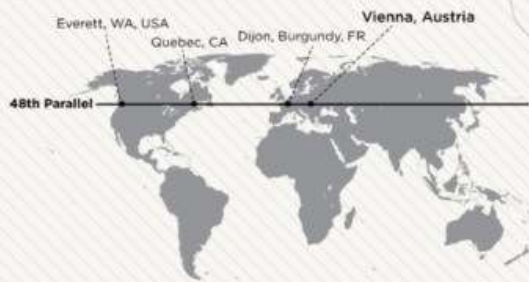 Everett, WA, USA
Quebec, CA
Dijon, Burgundy, FR
Vienna, Austria
48th Parallel